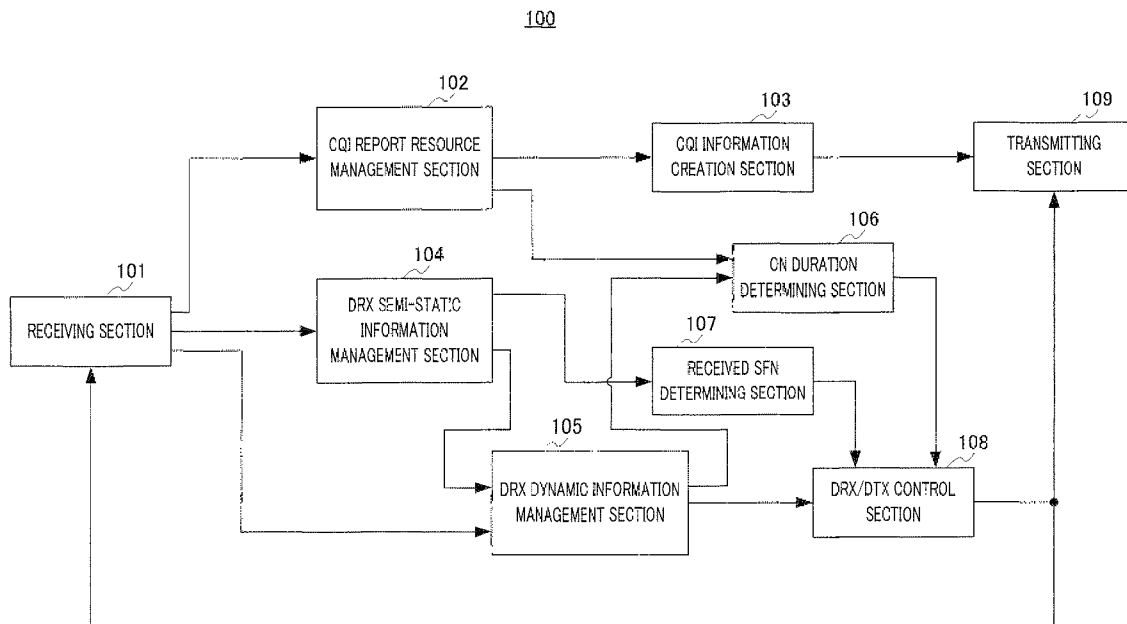 100
102
CQI REPORT RESOURCE
MANAGEMENT SECTION
103
CQI INFORMATION
CREATION SECTION
109
TRANSMITTING
SECTION
101
RECEIVING SECTION
104
DRX SEMI-STATIC
INFORMATION
MANAGEMENT SECTION
106
ON DURATION
DETERMINING SECTION
107
RECEIVED SFN
DETERMINING SECTION
105
DRX DYNAMIC INFORMATION
MANAGEMENT SECTION
108
DRX/DTX CONTROL
SECTION